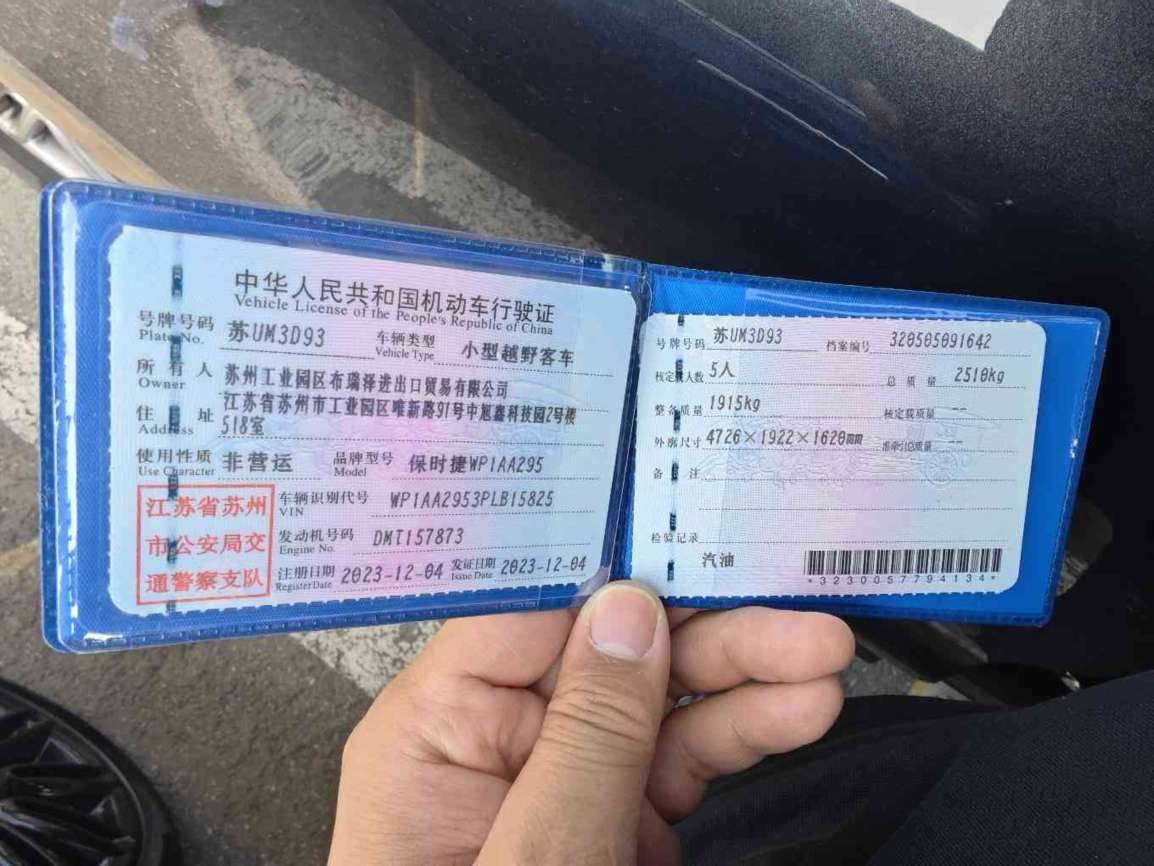 中华人民共和国机动车行驶证
Vehicle License of the People's Republic of China
号牌号码 苏UM3D93 车辆类型 小型越野客车
Plate No. Vehicle Type
所有人 苏州工业园区布瑞泽进出口贸易有限公司
Owner
住址 江苏省苏州市工业园区唯新路91号中旭鑫科技园2号楼
Address 518室
使用性质 非营运 品牌型号 保时捷WP1AA295
Use Character Model
江苏省苏州
市公安局交
通警察支队
车辆识别代号 WP1AA2953PLB15825
VIN
发动机号码 DMT157873
Engine No.
注册日期 2023-12-04 发证日期 2023-12-04
Register Date Issue Date
号牌号码 苏UM3D93 档案编号 320505091642
核定载人数 5人 总质量 2510kg
整备质量 1915kg 核定载质量 --
外廓尺寸 4726×1922×1620mm 准牵引总质量 --
备注
检验记录
汽油
*3230057794134*